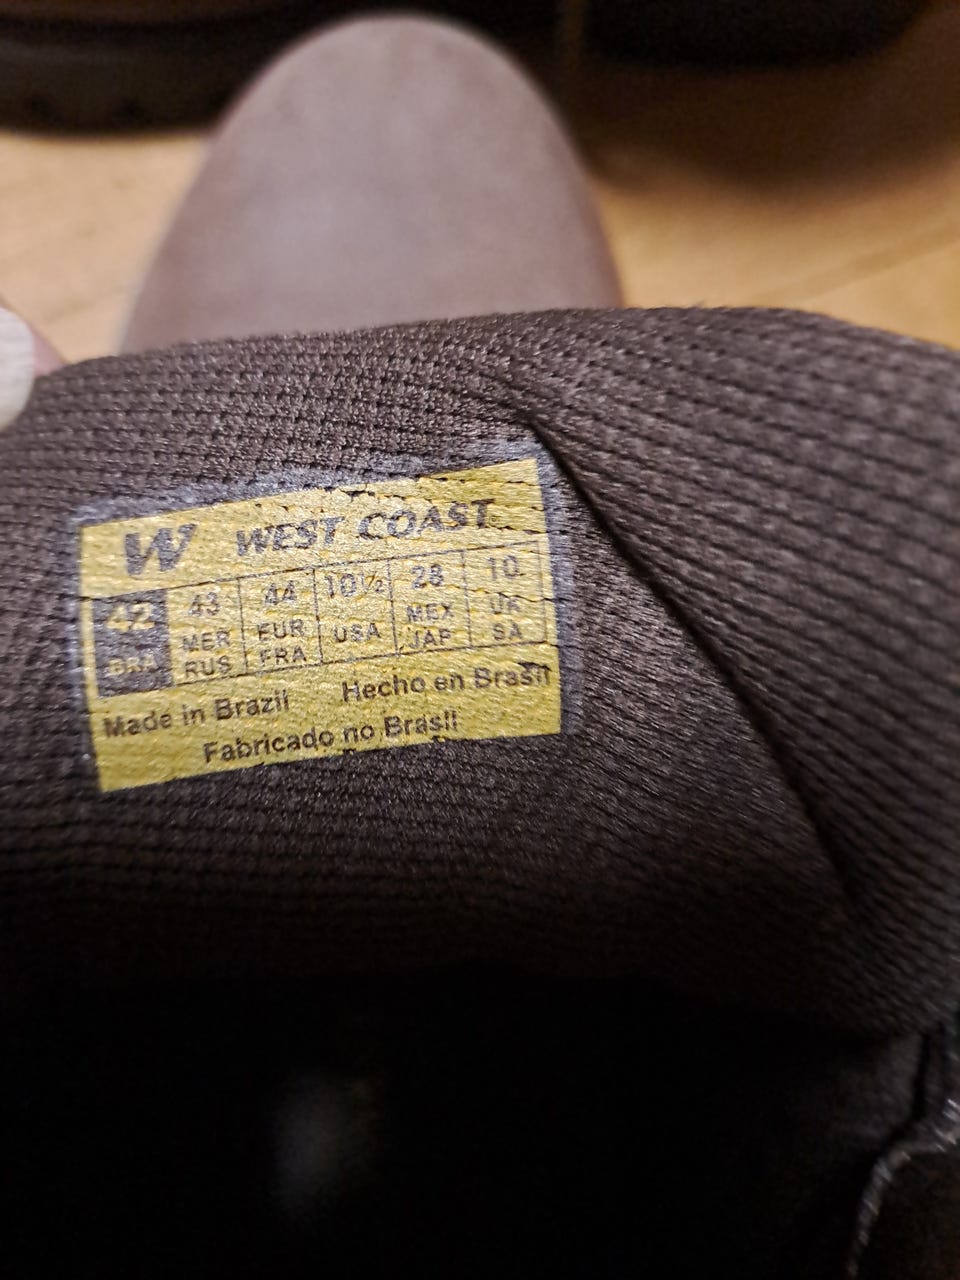 W WEST COAST
42 43 44 10½ 28 10
BRA MER EUR USA MEX UK
RUS FRA JAP SA
Made in Brazil Hecho en Brasil
Fabricado no Brasil